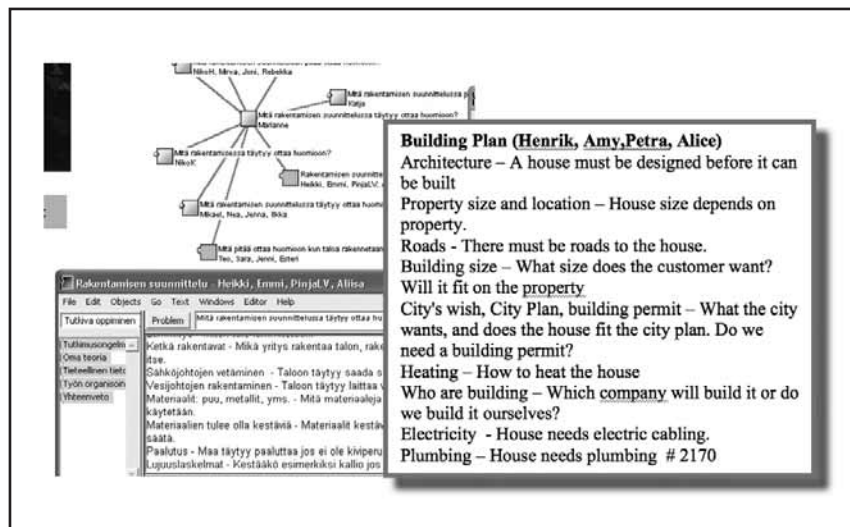 NikoH, Mirva, Joni, Rebekka
Mitä rakentamisen suunnittelussa p
Katja
Mitä rakentamisen suunnittelussa täytyy ottaa huomioon?
Marianne
Mitä rakentamisessa täytyy ottaa huomioon?
NikoK
Rakentamisen suunnitte
Heikki, Emmi, PinjaLV,
Mitä rakentamisen suunnittelussa täytyy ottaa huomi
Mikael, Nea, Jenna, Ilkka
Mitä pitää ottaa huomioon kun taloa rakennetaan
Teo, Sara, Jenni, Esteri
Rakentamisen suunnittelu - Heikki, Emmi, PinjaLV, Aliisa
File Edit Objects Go Text Windows Editor Help
Tutkiva oppiminen
Problem
Mitä rakentamisen suunnittelussa täytyy ottaa hu
Tutkimusongelm
Oma teoria
Tieteellinen tieto
Työn organisoin
Yhteenveto
Ketkä rakentavat - Mikä yritys rakentaa talon, rake
itse.
Sähköjohtojen vetäminen - Taloon täytyy saada s
Vesijohtojen rakentaminen - Taloon täytyy laittaa v
Materiaalit: puu, metallit, yms. - Mitä materiaaleja
käytetään.
Materiaalien tulee olla kestäviä - Materiaalit kestäv
säätä.
Paalutus - Maa täytyy paaluttaa jos ei ole kiviperu
Lujuuslaskelmat - Kestääkö esimerkiksi kallio jos
Building Plan (Henrik, Amy,Petra, Alice)
Architecture – A house must be designed before it can
be built
Property size and location – House size depends on
property.
Roads - There must be roads to the house.
Building size – What size does the customer want?
Will it fit on the property
City's wish, City Plan, building permit – What the city
wants, and does the house fit the city plan. Do we
need a building permit?
Heating – How to heat the house
Who are building – Which company will build it or do
we build it ourselves?
Electricity - House needs electric cabling.
Plumbing – House needs plumbing # 2170